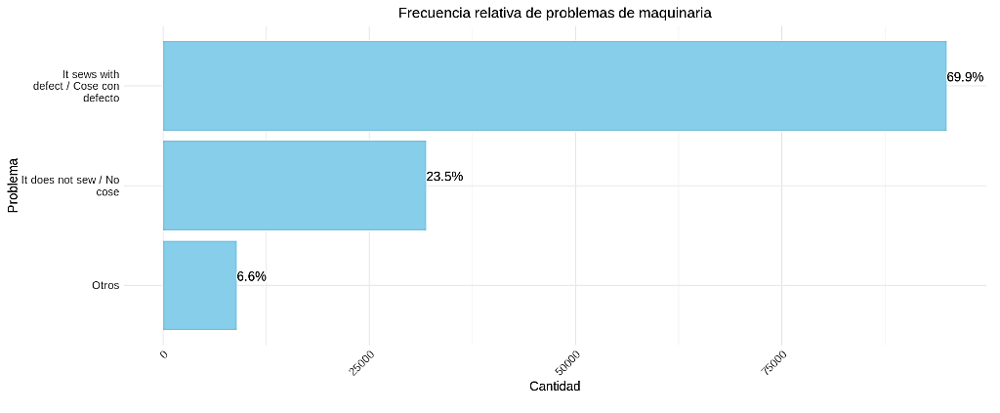 Frecuencia relativa de problemas de maquinaria
Problema
It sews with
defect / Cose con
defecto
69.9%
It does not sew / No
cose
23.5%
Otros
6.6%
0
25000
50000
75000
Cantidad